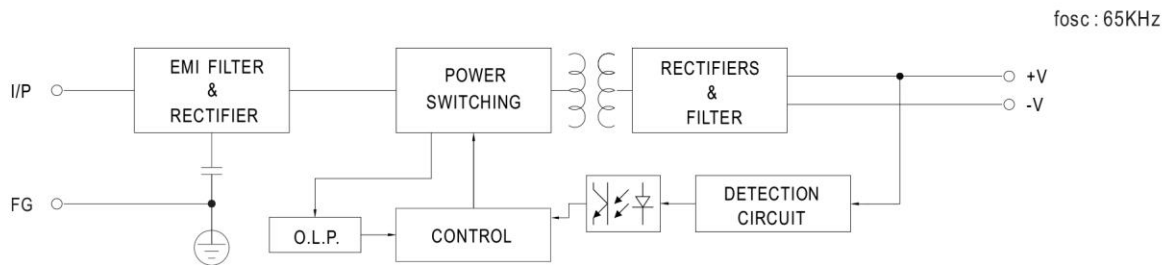 fosc : 65KHz
I/P
EMI FILTER
&
RECTIFIER
POWER
SWITCHING
RECTIFIERS
&
FILTER
+V
-V
FG
O.L.P.
CONTROL
DETECTION
CIRCUIT